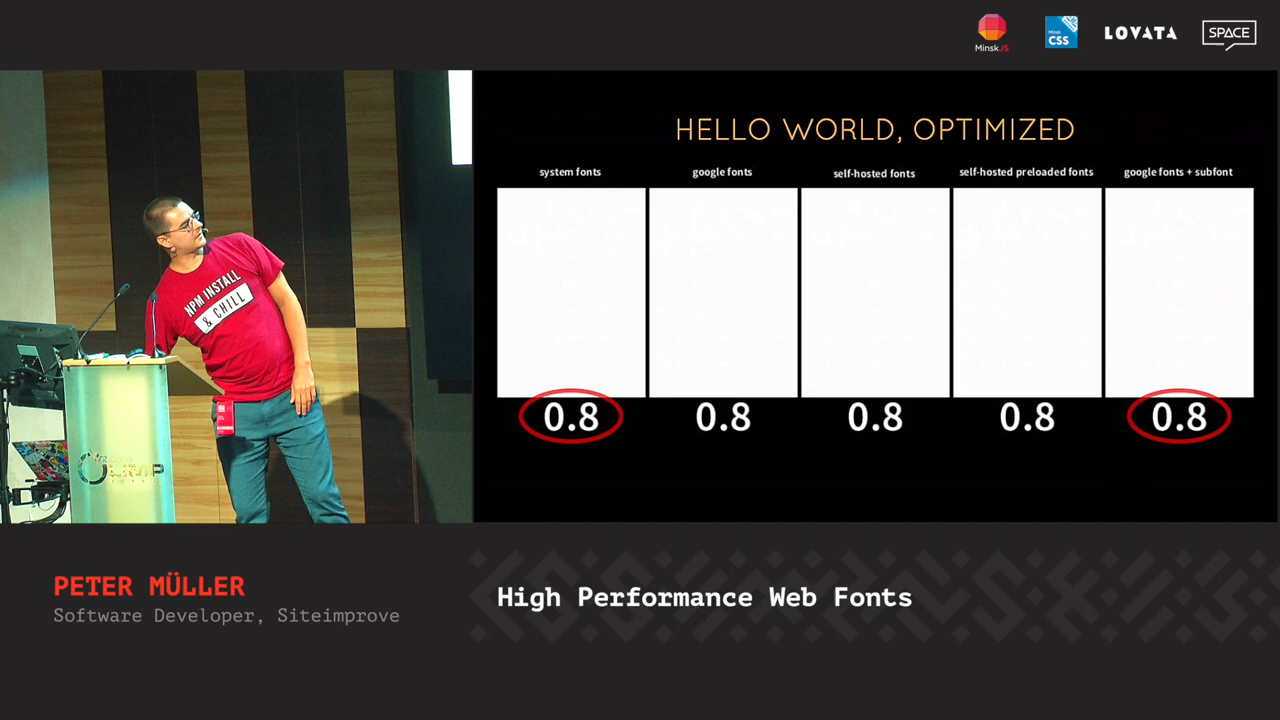 MinskJS
Minsk
CSS
LOVATA
SPACE
HELLO WORLD, OPTIMIZED
system fonts
google fonts
self-hosted fonts
self-hosted preloaded fonts
google fonts + subfont
0.8
0.8
0.8
0.8
0.8
NPM INSTALL
& CHILL
PETER MÜLLER
Software Developer, Siteimprove
High Performance Web Fonts